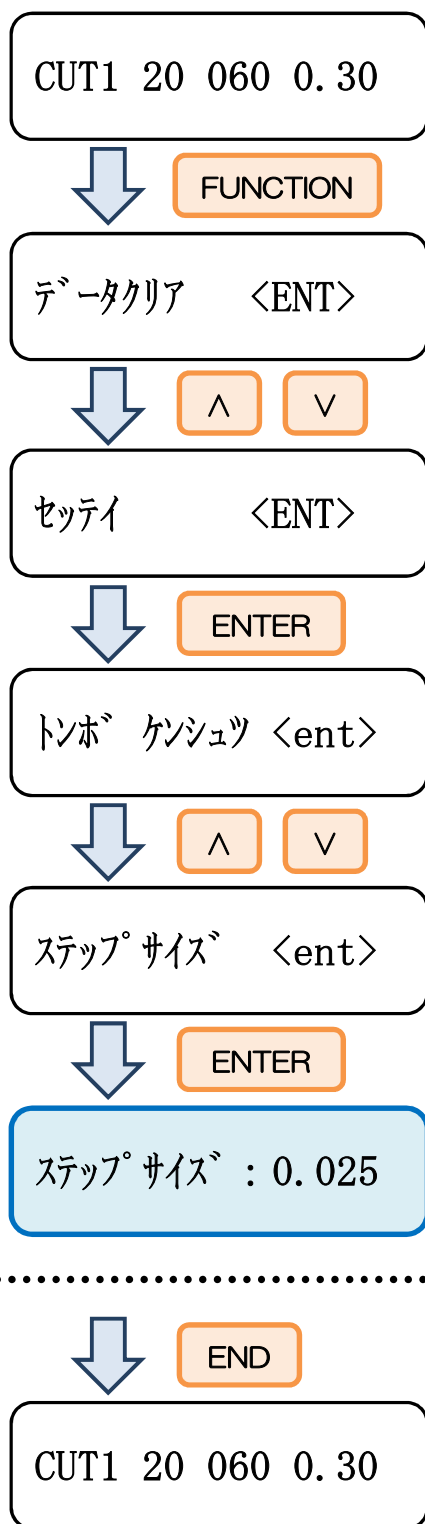 CUT1 20 060 0.30
FUNCTION
ﾃﾞｰﾀｸﾘｱ <ENT>
∧ ∨
ｾｯﾃｲ <ENT>
ENTER
ﾄﾝﾎﾞ ｹﾝｼｭﾂ <ent>
∧ ∨
ｽﾃｯﾌﾟｻｲｽﾞ <ent>
ENTER
ｽﾃｯﾌﾟｻｲｽﾞ:0.025
END
CUT1 20 060 0.30